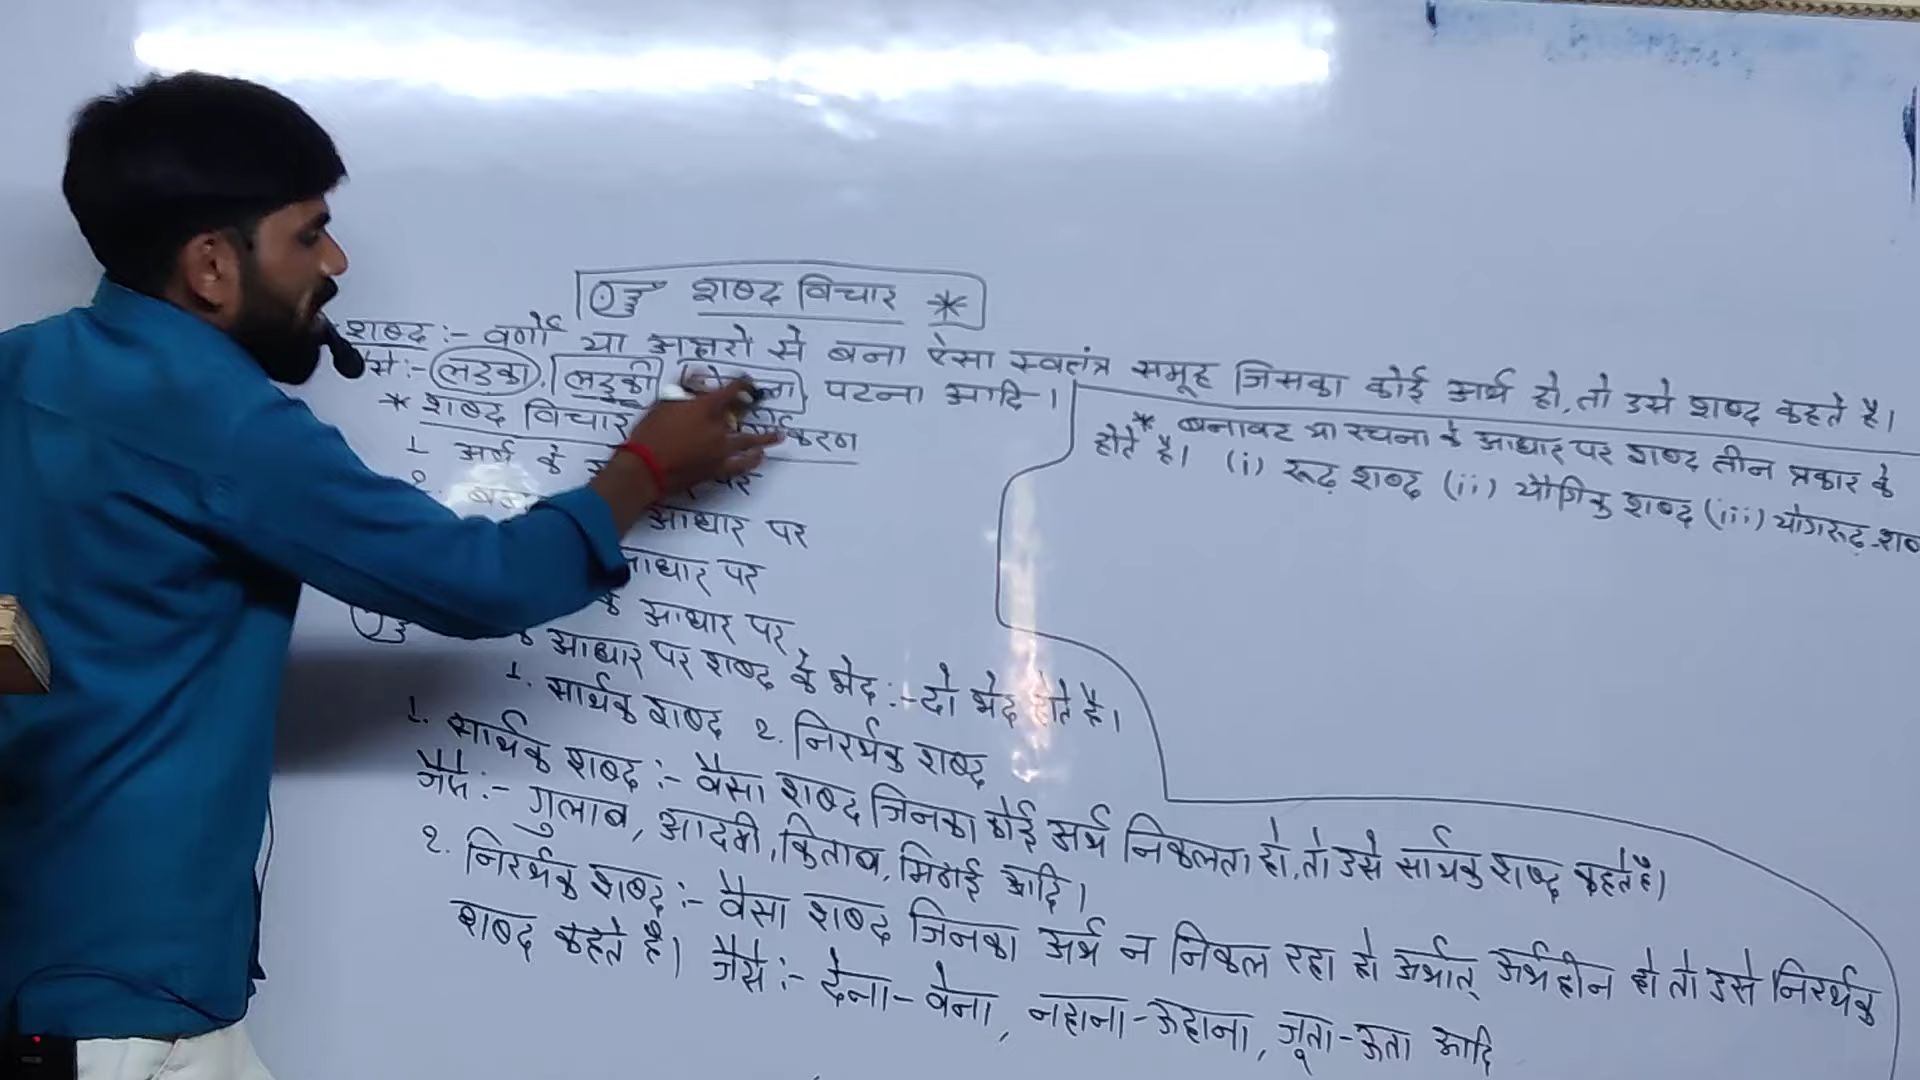 शब्द विचार *
शब्द :- वर्णों या अक्षरो से बना ऐसा स्वतंत्र समूह जिसका कोई अर्थ हो, तो उसे शब्द कहते है।
लड़का, लड़की पटना आदि।
* शब्द विचार
1 अर्थ के पर
2. आधार पर
आधार पर
के आधार पर
के आधार पर शब्द के भेद :- दो भेद होते है।
1. सार्थक शब्द 2. निरर्थक शब्द
1. सार्थक शब्द :- वैसा शब्द जिनका कोई अर्थ निकलता हो, तो उसे सार्थक शब्द कहते है।
जैसे :- गुलाब, आदमी, किताब, मिठाई आदि।
2. निरर्थक शब्द :- वैसा शब्द जिनका अर्थ न निकल रहा हो अर्थात् अर्थहीन हो तो उसे निरर्थक
शब्द कहते है। जैसे :- देना - वेना, नहाना - ऊहाना, जूता - ऊता आदि
* बनावट या रचना के आधार पर शब्द तीन प्रकार के
होते है। (i) रूढ़ शब्द (ii) यौगिक शब्द (iii) योगरूढ़ शब